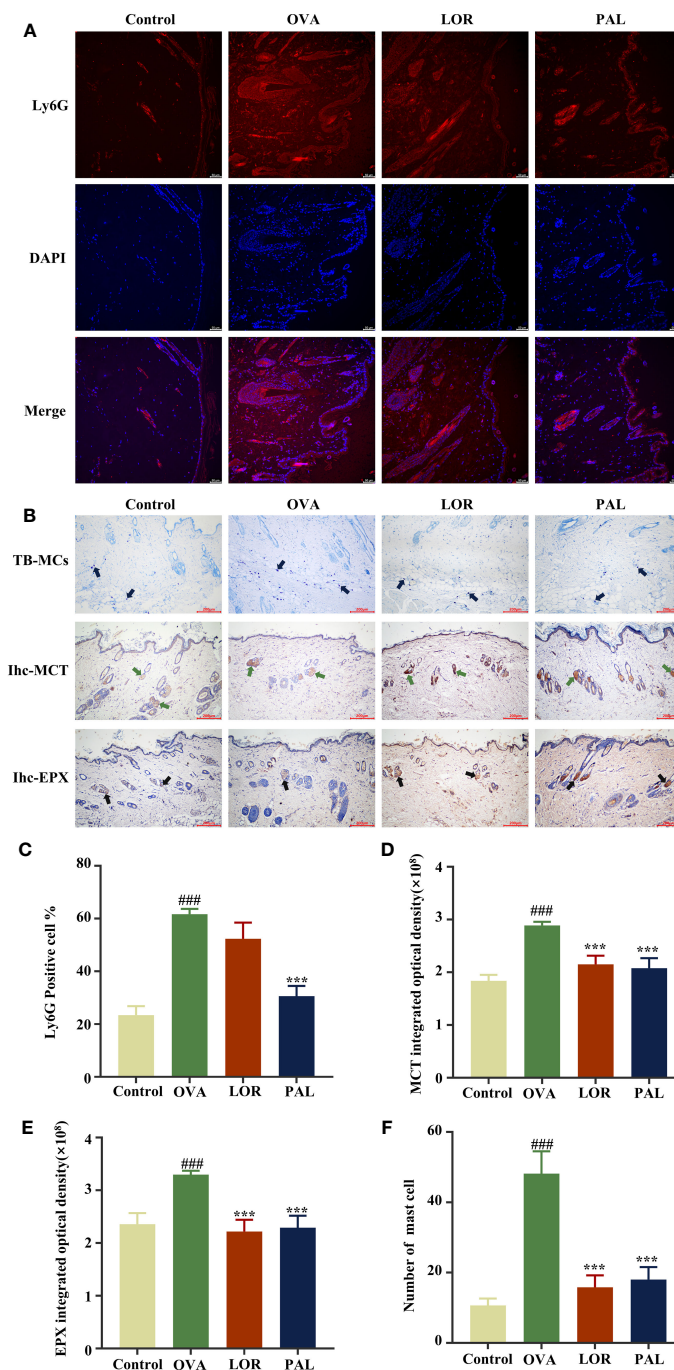 A
Control OVA LOR PAL
Ly6G
DAPI
Merge
B
Control OVA LOR PAL
TB-MCs
Ihc-MCT
Ihc-EPX
C
Ly6G Positive cell %
80
60
40
20
0
###
***
Control OVA LOR PAL
D
MCT integrated optical density(×10⁸)
4
3
2
1
0
###
***
***
Control OVA LOR PAL
E
EPX integrated optical density(×10⁸)
4
3
2
1
0
###
***
***
Control OVA LOR PAL
F
Number of mast cell
60
40
20
0
###
***
***
Control OVA LOR PAL